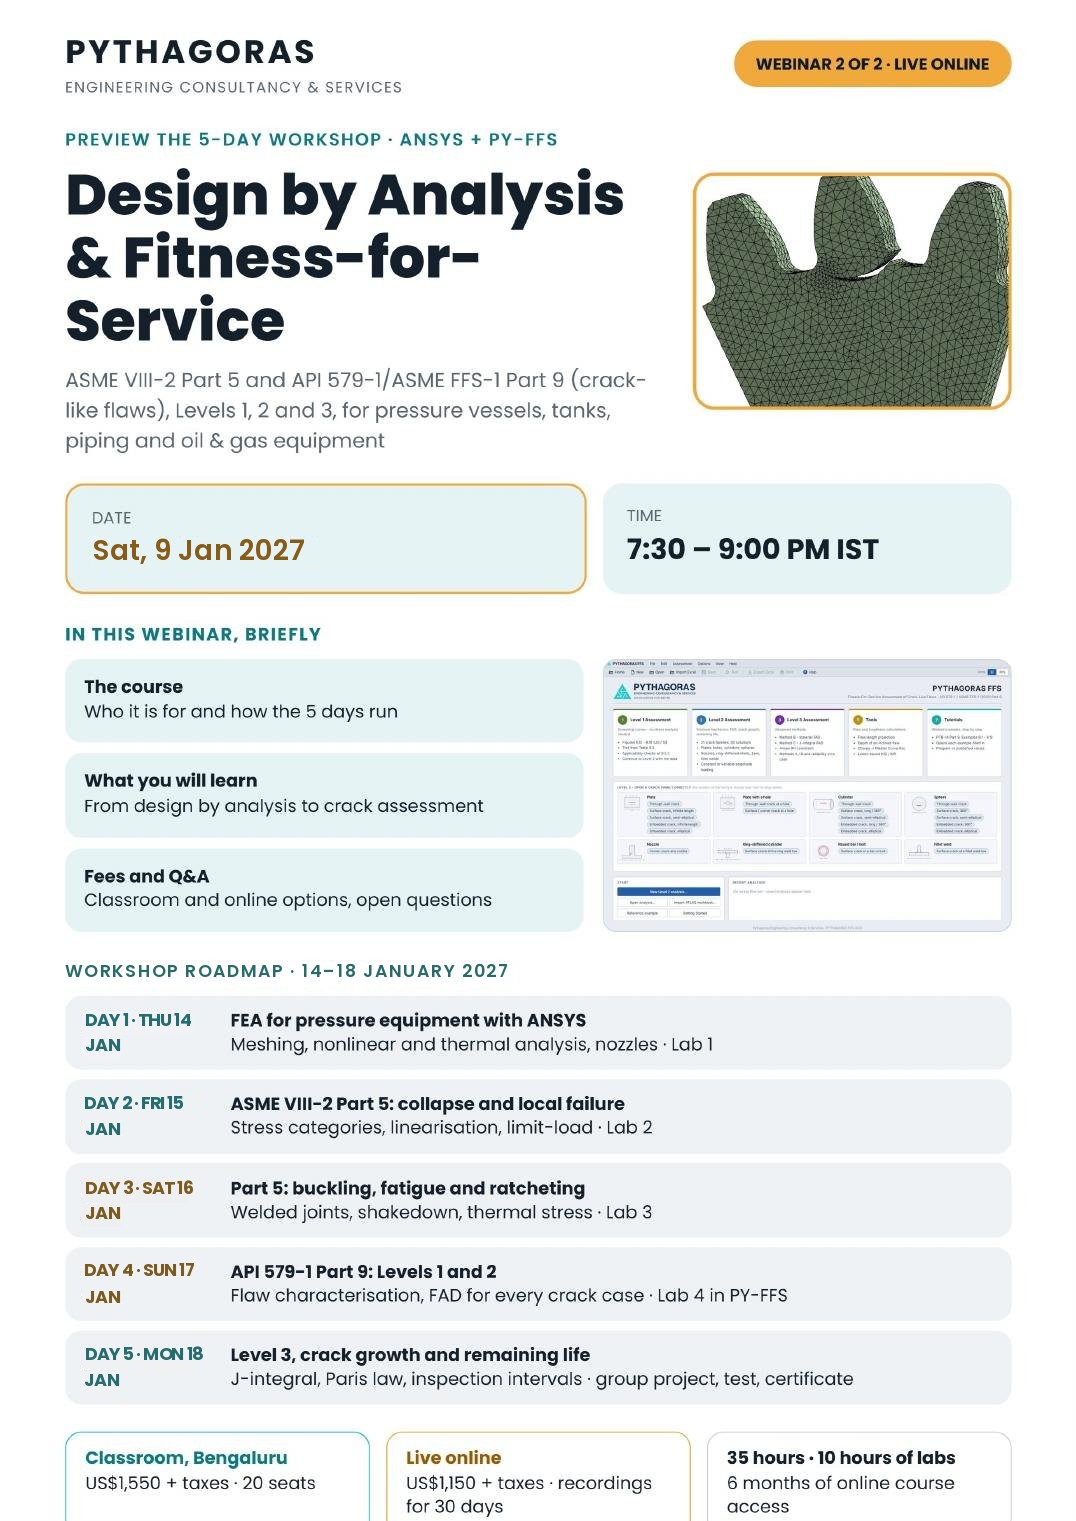 PYTHAGORAS
ENGINEERING CONSULTANCY & SERVICES
WEBINAR 2 OF 2 · LIVE ONLINE
PREVIEW THE 5-DAY WORKSHOP · ANSYS + PY-FFS
Design by Analysis
& Fitness-for-
Service
ASME VIII-2 Part 5 and API 579-1/ASME FFS-1 Part 9 (crack-
like flaws), Levels 1, 2 and 3, for pressure vessels, tanks,
piping and oil & gas equipment
DATE
Sat, 9 Jan 2027
TIME
7:30 – 9:00 PM IST
IN THIS WEBINAR, BRIEFLY
The course
Who it is for and how the 5 days run
What you will learn
From design by analysis to crack assessment
Fees and Q&A
Classroom and online options, open questions
PYTHAGORAS
PYTHAGORAS FFS
Level 1 Assessment
Level 2 Assessment
Level 3 Assessment
Tools
Tutorials
WORKSHOP ROADMAP · 14–18 JANUARY 2027
DAY 1 · THU 14
JAN
FEA for pressure equipment with ANSYS
Meshing, nonlinear and thermal analysis, nozzles · Lab 1
DAY 2 · FRI 15
JAN
ASME VIII-2 Part 5: collapse and local failure
Stress categories, linearisation, limit-load · Lab 2
DAY 3 · SAT 16
JAN
Part 5: buckling, fatigue and ratcheting
Welded joints, shakedown, thermal stress · Lab 3
DAY 4 · SUN 17
JAN
API 579-1 Part 9: Levels 1 and 2
Flaw characterisation, FAD for every crack case · Lab 4 in PY-FFS
DAY 5 · MON 18
JAN
Level 3, crack growth and remaining life
J-integral, Paris law, inspection intervals · group project, test, certificate
Classroom, Bengaluru
US$1,550 + taxes · 20 seats
Live online
US$1,150 + taxes · recordings
for 30 days
35 hours · 10 hours of labs
6 months of online course
access